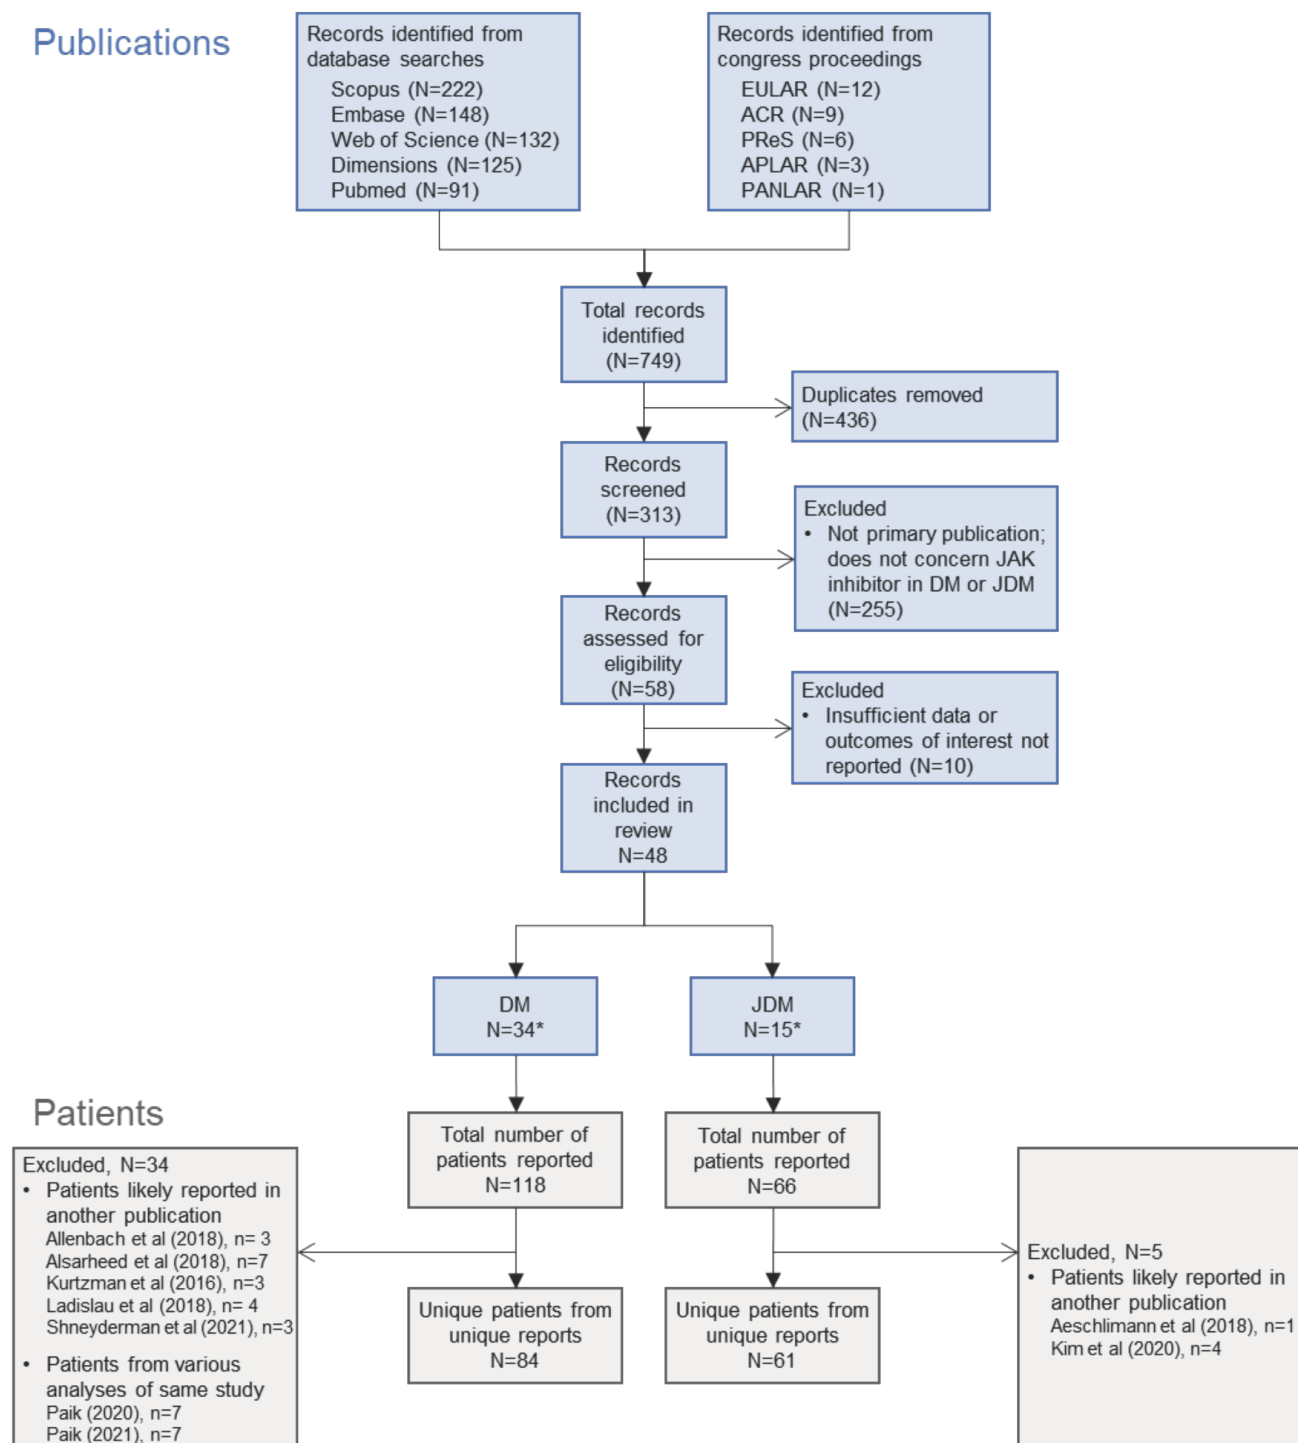 Publications
Records identified from
database searches
Scopus (N=222)
Embase (N=148)
Web of Science (N=132)
Dimensions (N=125)
Pubmed (N=91)
Records identified from
congress proceedings
EULAR (N=12)
ACR (N=9)
PReS (N=6)
APLAR (N=3)
PANLAR (N=1)
Total records
identified
(N=749)
Duplicates removed
(N=436)
Records
screened
(N=313)
Excluded
• Not primary publication;
does not concern JAK
inhibitor in DM or JDM
(N=255)
Records
assessed for
eligibility
(N=58)
Excluded
• Insufficient data or
outcomes of interest not
reported (N=10)
Records
included in
review
N=48
DM
N=34*
JDM
N=15*
Patients
Total number of
patients reported
N=118
Total number of
patients reported
N=66
Excluded, N=34
• Patients likely reported in
another publication
Allenbach et al (2018), n= 3
Alsarheed et al (2018), n=7
Kurtzman et al (2016), n=3
Ladislau et al (2018), n= 4
Shneyderman et al (2021), n=3
• Patients from various
analyses of same study
Paik (2020), n=7
Paik (2021), n=7
Excluded, N=5
• Patients likely reported in
another publication
Aeschlimann et al (2018), n=1
Kim et al (2020), n=4
Unique patients from
unique reports
N=84
Unique patients from
unique reports
N=61